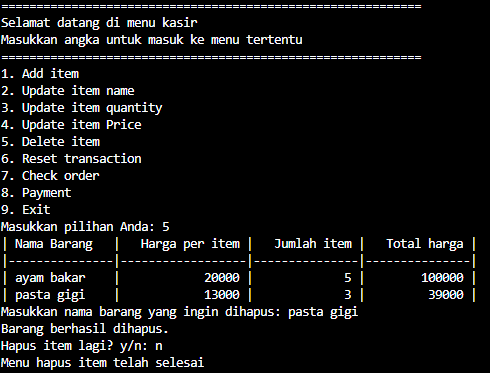 ============================================================
Selamat datang di menu kasir
Masukkan angka untuk masuk ke menu tertentu
============================================================
1. Add item
2. Update item name
3. Update item quantity
4. Update item Price
5. Delete item
6. Reset transaction
7. Check order
8. Payment
9. Exit
Masukkan pilihan Anda: 5
| Nama Barang   |   Harga per item |   Jumlah item |   Total harga |
|---------------|------------------|---------------|---------------|
| ayam bakar    |            20000 |             5 |        100000 |
| pasta gigi    |            13000 |             3 |         39000 |
Masukkan nama barang yang ingin dihapus: pasta gigi
Barang berhasil dihapus.
Hapus item lagi? y/n: n
Menu hapus item telah selesai